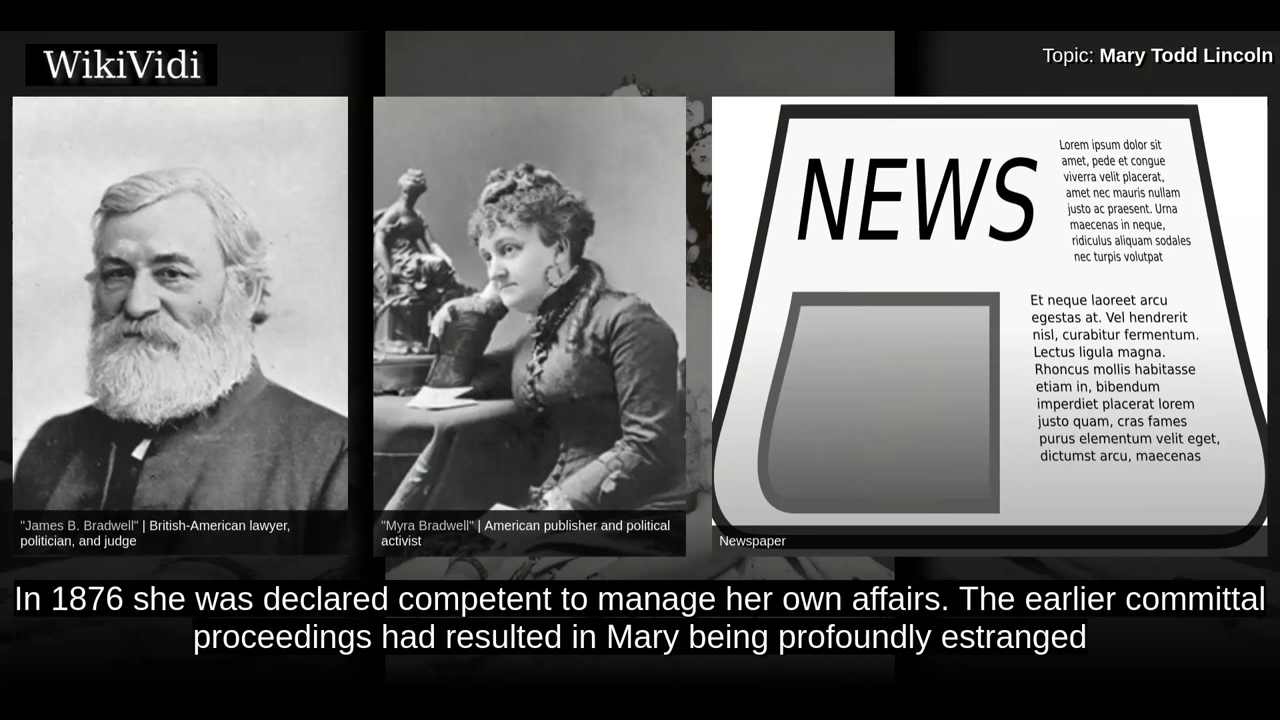 WikiVidi
Topic: Mary Todd Lincoln
NEWS
Lorem ipsum dolor sit
amet, pede et congue
viverra velit placerat,
amet nec mauris nullam
justo ac praesent. Urna
maecenas in neque,
ridiculus aliquam sodales
nec turpis volutpat
Et neque laoreet arcu
egestas at. Vel hendrerit
nisl, curabitur fermentum.
Lectus ligula magna.
Rhoncus mollis habitasse
etiam in, bibendum
imperdiet placerat lorem
justo quam, cras fames
purus elementum velit eget,
dictumst arcu, maecenas
"James B. Bradwell" | British-American lawyer,
politician, and judge
"Myra Bradwell" | American publisher and political
activist
Newspaper
In 1876 she was declared competent to manage her own affairs. The earlier committal
proceedings had resulted in Mary being profoundly estranged